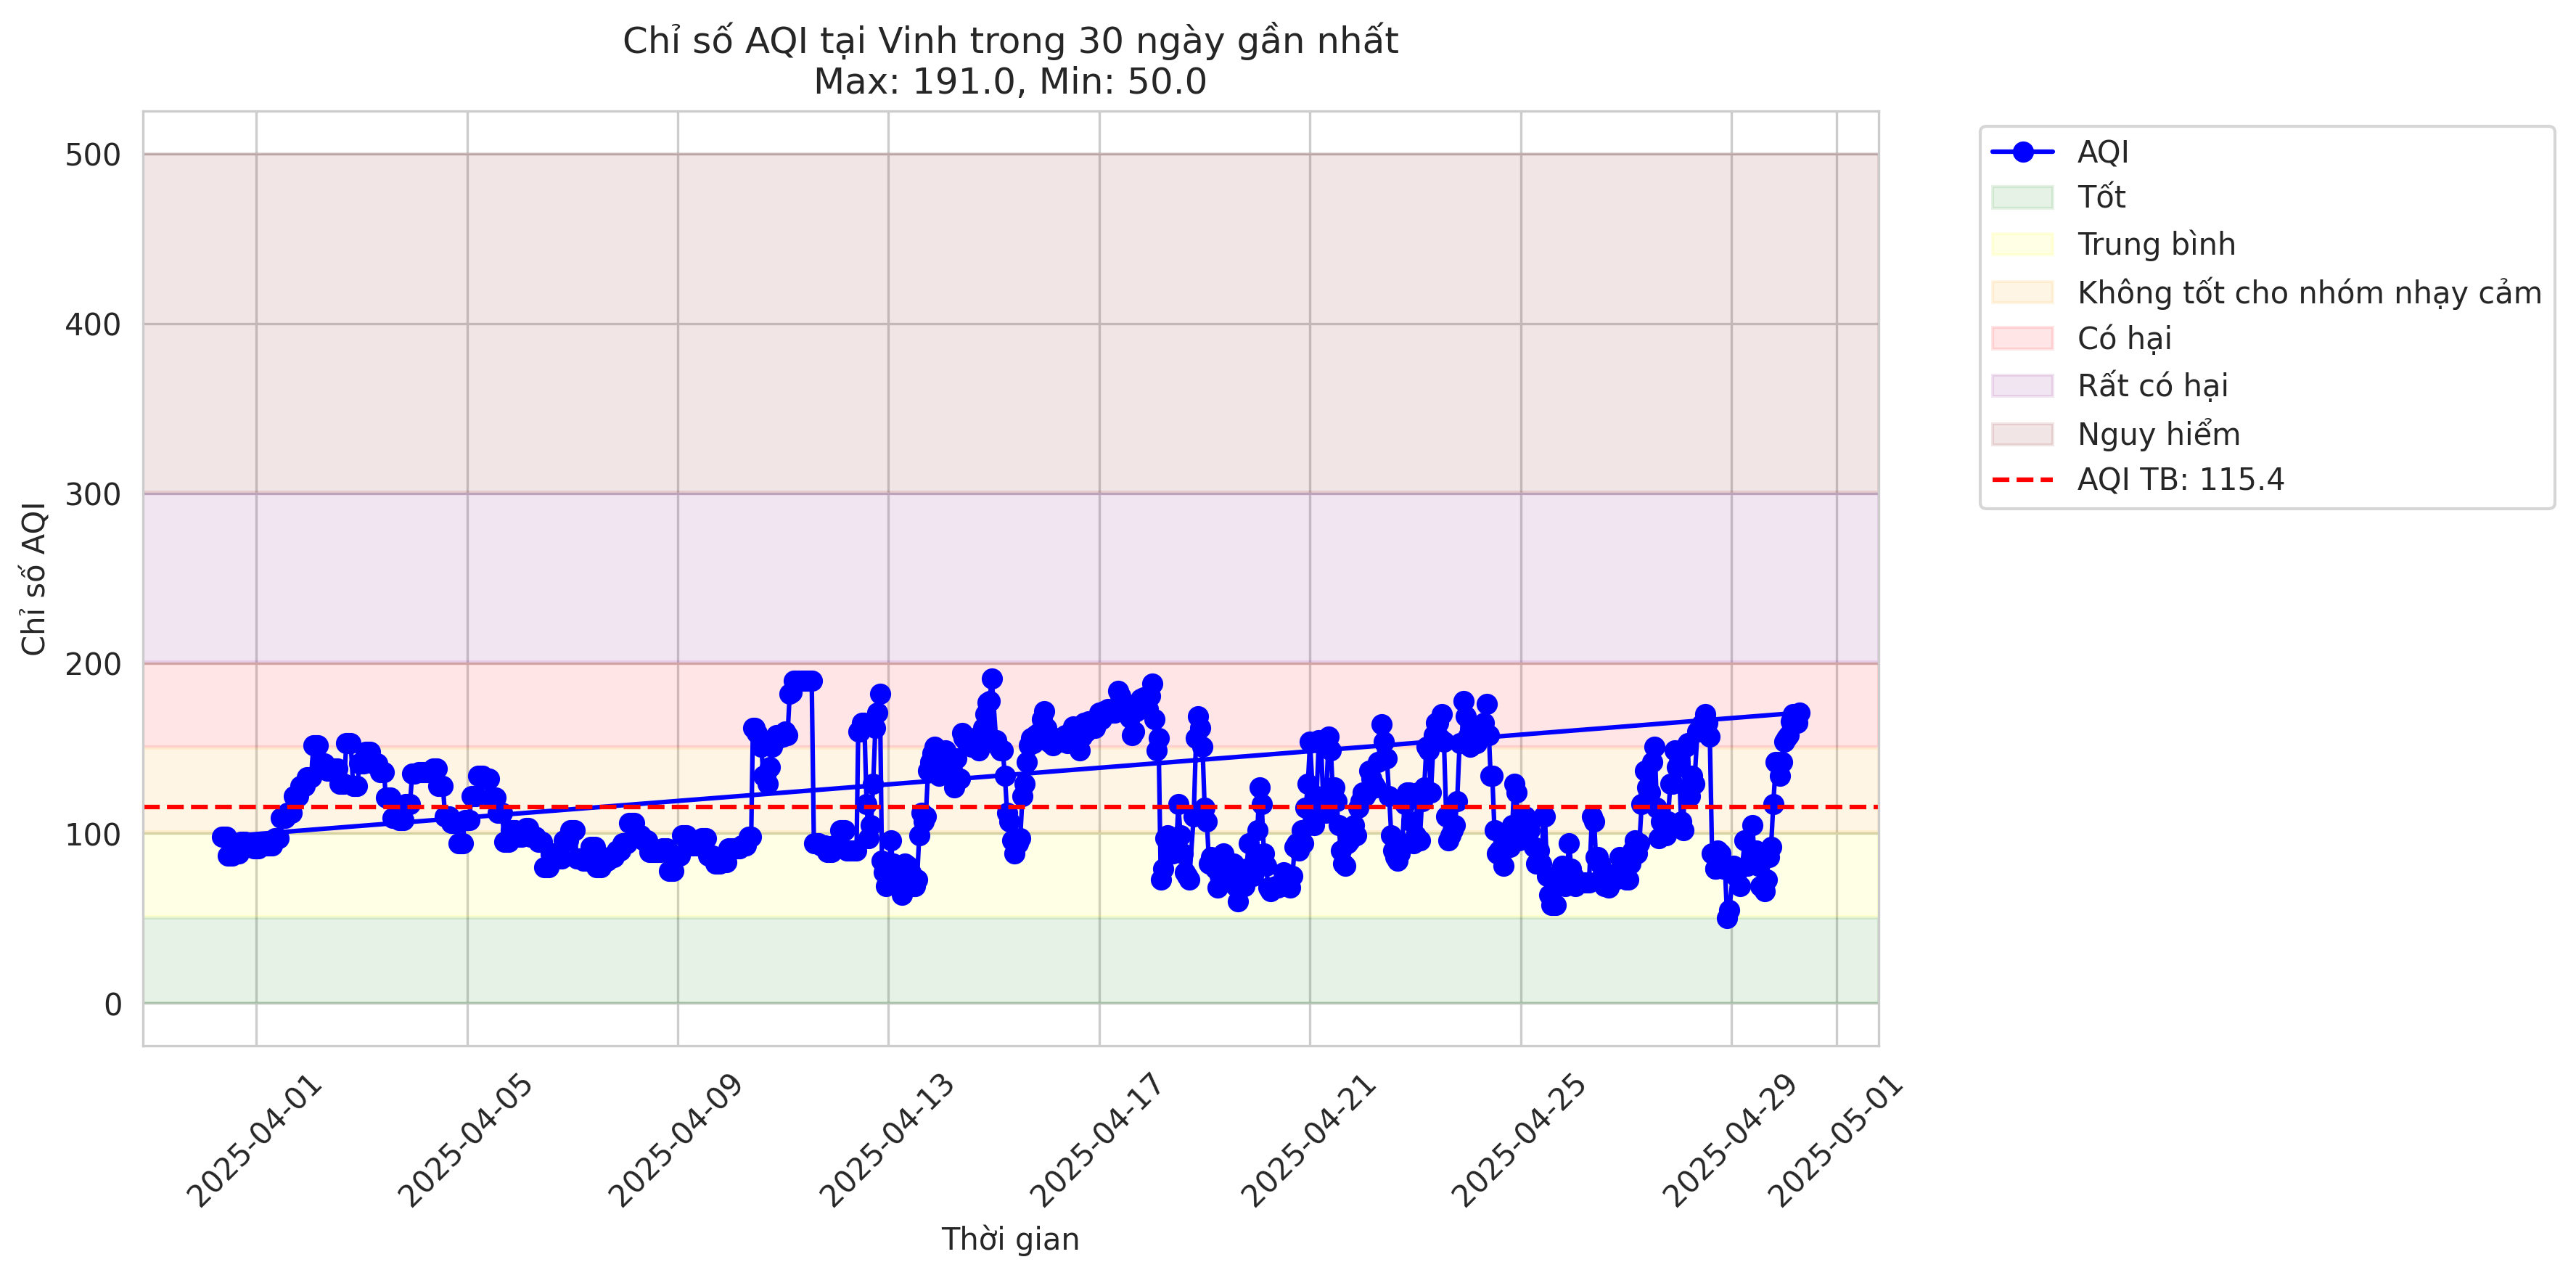 Chỉ số AQI tại Vinh trong 30 ngày gần nhất
Max: 191.0, Min: 50.0
Chỉ số AQI
500
400
300
200
100
0
2025-04-01
2025-04-05
2025-04-09
2025-04-13
2025-04-17
2025-04-21
2025-04-25
2025-04-29
2025-05-01
Thời gian
AQI
Tốt
Trung bình
Không tốt cho nhóm nhạy cảm
Có hại
Rất có hại
Nguy hiểm
AQI TB: 115.4